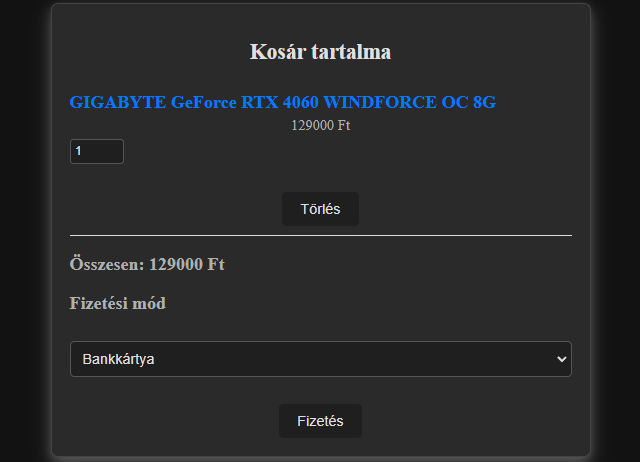 Kosár tartalma
GIGABYTE GeForce RTX 4060 WINDFORCE OC 8G
129000 Ft
1
Törlés
Összesen: 129000 Ft
Fizetési mód
Bankkártya
Fizetés